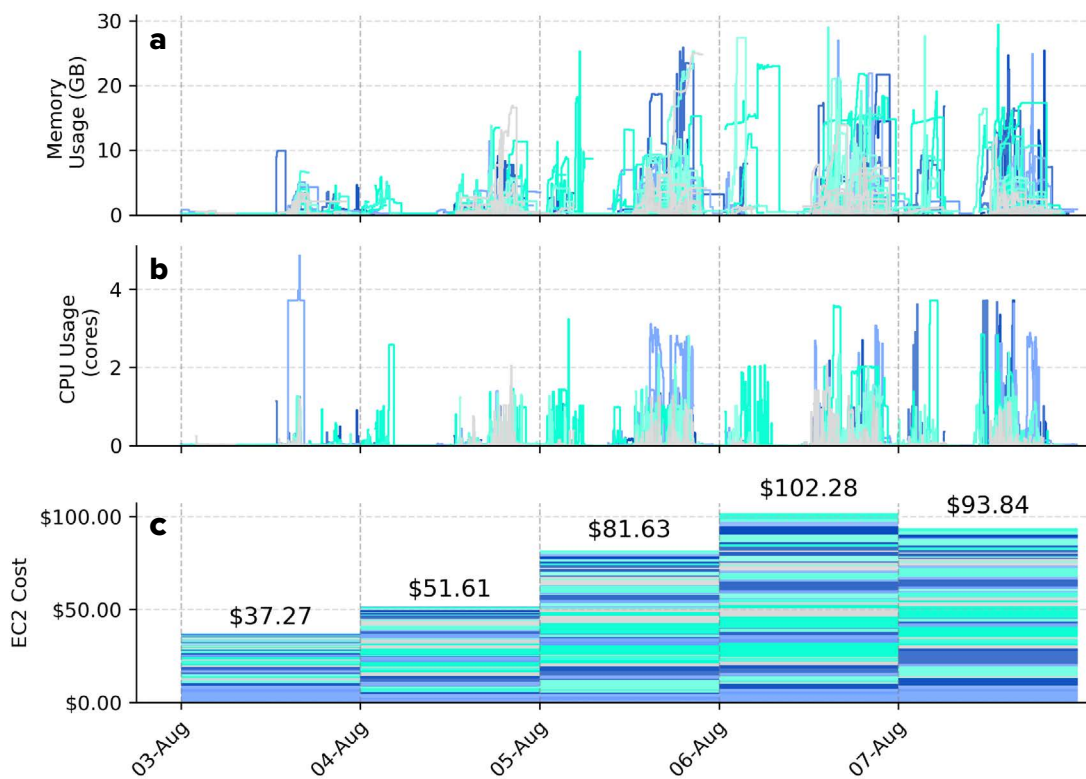 a
Memory
Usage (GB)
30
20
10
0
b
CPU Usage
(cores)
4
2
0
c
EC2 Cost
$100.00
$50.00
$0.00
$37.27
$51.61
$81.63
$102.28
$93.84
03-Aug
04-Aug
05-Aug
06-Aug
07-Aug